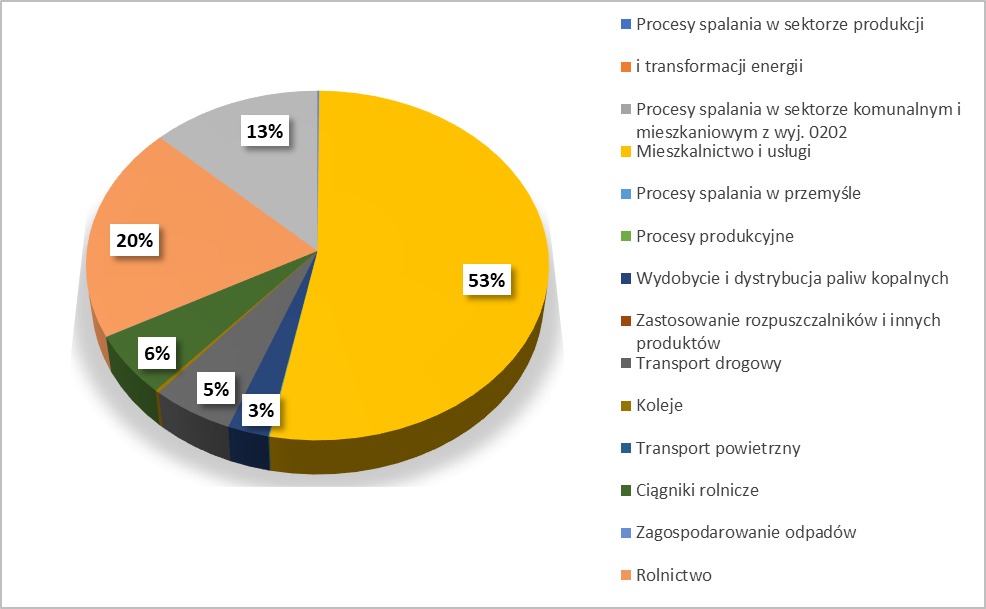 Procesy spalania w sektorze produkcji
i transformacji energii
Procesy spalania w sektorze komunalnym i
mieszkaniowym z wyj. 0202
Mieszkalnictwo i usługi
Procesy spalania w przemyśle
Procesy produkcyjne
Wydobycie i dystrybucja paliw kopalnych
Zastosowanie rozpuszczalników i innych
produktów
Transport drogowy
Koleje
Transport powietrzny
Ciągniki rolnicze
Zagospodarowanie odpadów
Rolnictwo
13%
20%
53%
6%
5%
3%